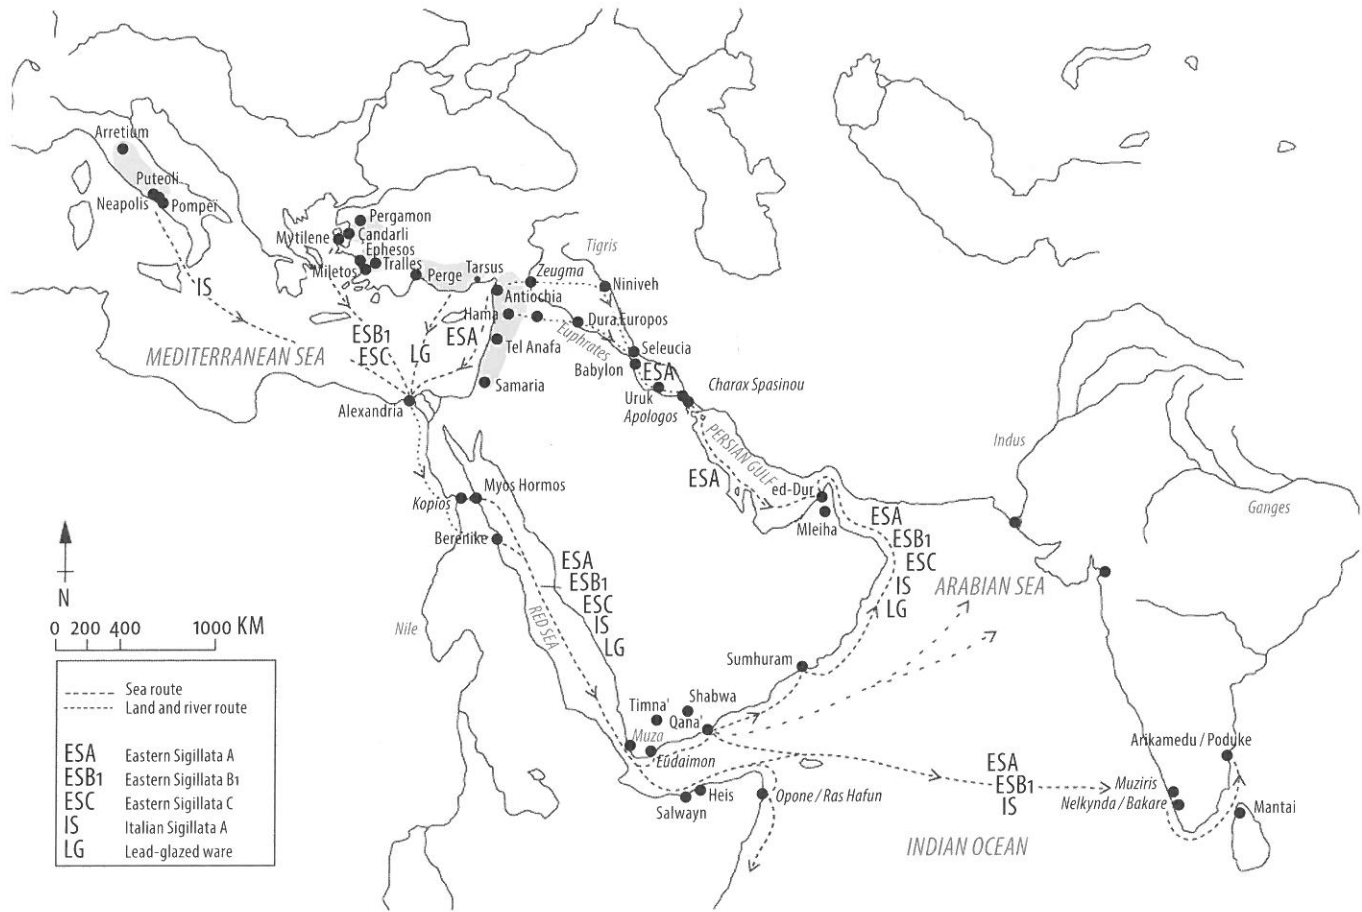 Arretium
Puteoli
Neapolis
Pompeï
IS
MEDITERRANEAN SEA
Pergamon
Mytilene
Candarli
Ephesos
Miletos
Tralles
Perge
Tarsus
Zeugma
Tigris
Niniveh
Antiochia
Hama
Dura Europos
Euphrates
ESB1
ESC
LG
ESA
Tel Anafa
Samaria
Alexandria
Seleucia
Babylon
ESA
Uruk
Apologos
Charax Spasinou
PERSIAN GULF
ESA
ed-Dur
Mleiha
Indus
Ganges
Kopios
Myos Hormos
Berenike
Nile
RED SEA
ESA
ESB1
ESC
IS
LG
ESA
ESB1
ESC
IS
LG
ARABIAN SEA
Sumhuram
Shabwa
Timna'
Qana'
Muza
Eudaimon
Salwayn
Heis
Opone / Ras Hafun
ESA
ESB1
IS
Arikamedu / Poduke
Muziris
Nelkynda / Bakare
Mantai
INDIAN OCEAN
N
0 200 400 1000 KM
Sea route
Land and river route
ESA Eastern Sigillata A
ESB1 Eastern Sigillata B1
ESC Eastern Sigillata C
IS Italian Sigillata A
LG Lead-glazed ware